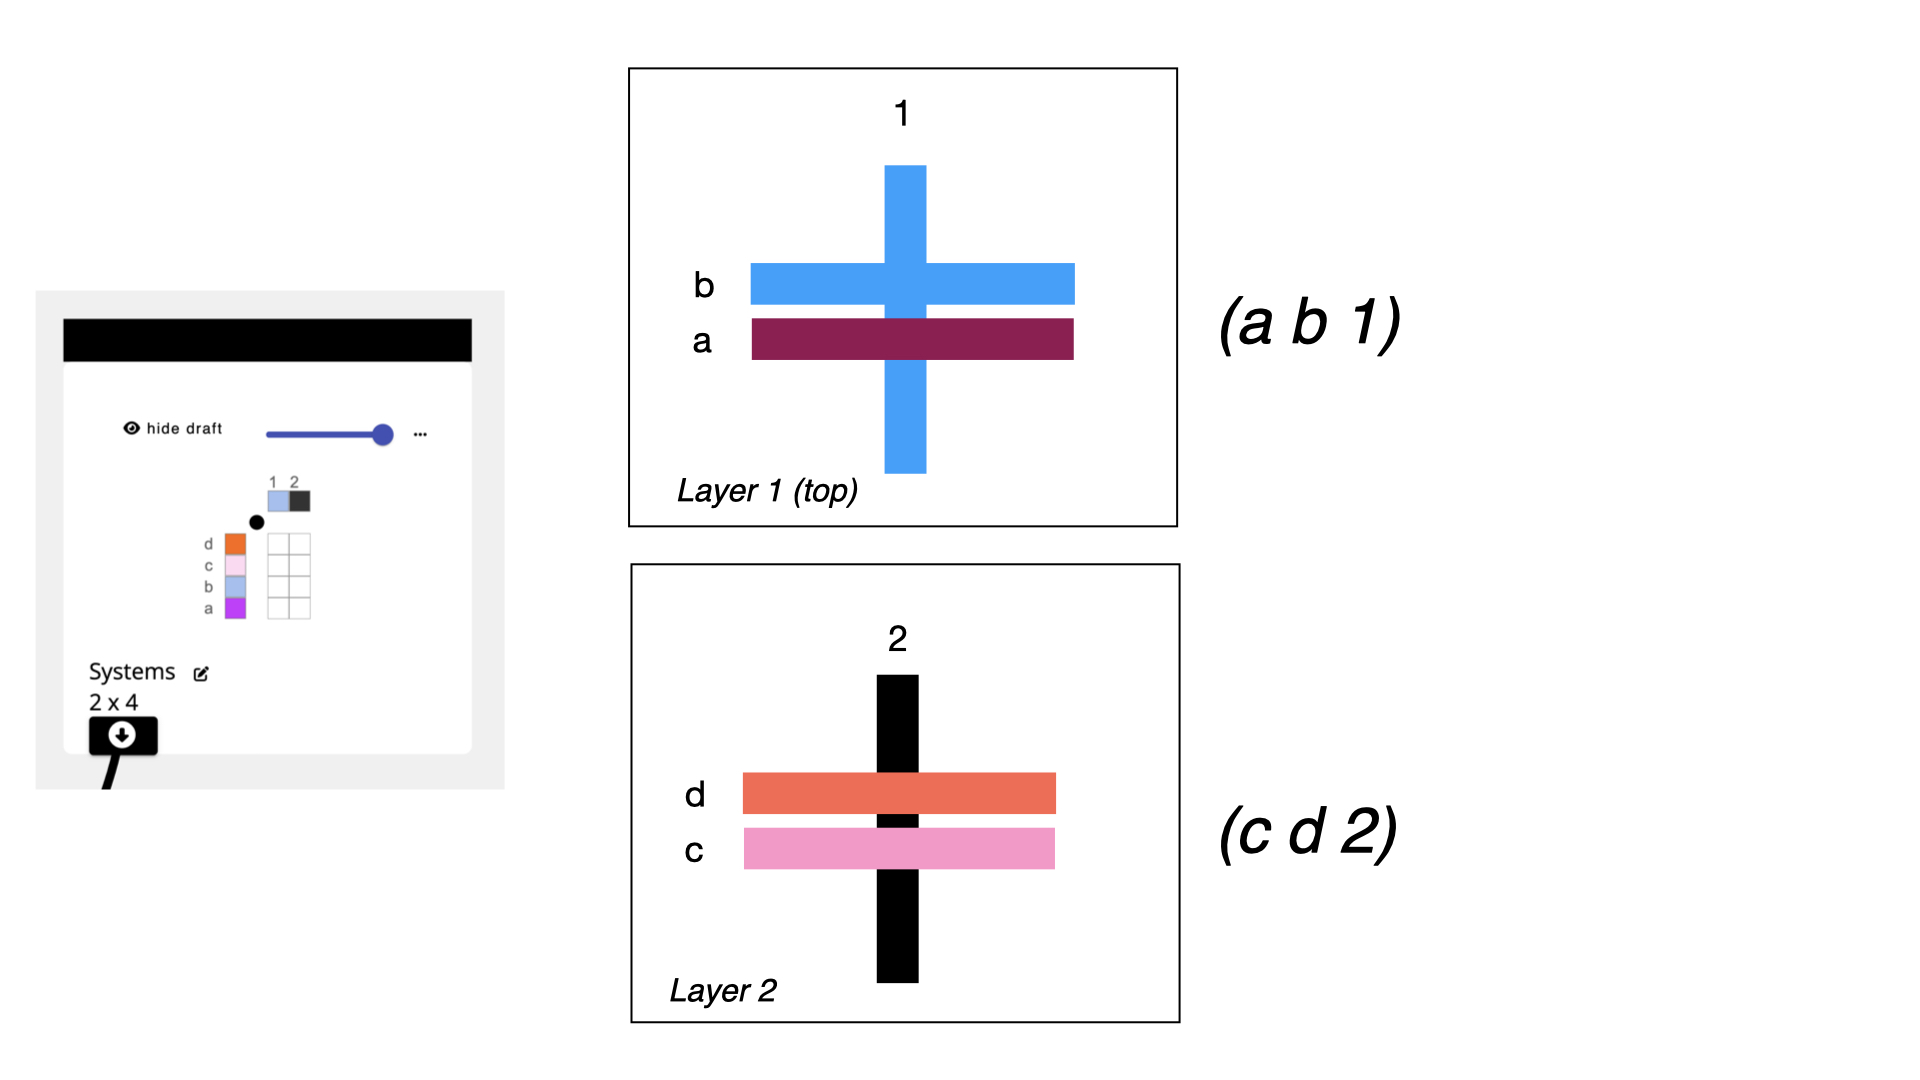 hide draft
...
1 2
d
c
b
a
Systems
2 x 4
1
b
a
Layer 1 (top)
(a b 1)
2
d
c
Layer 2
(c d 2)